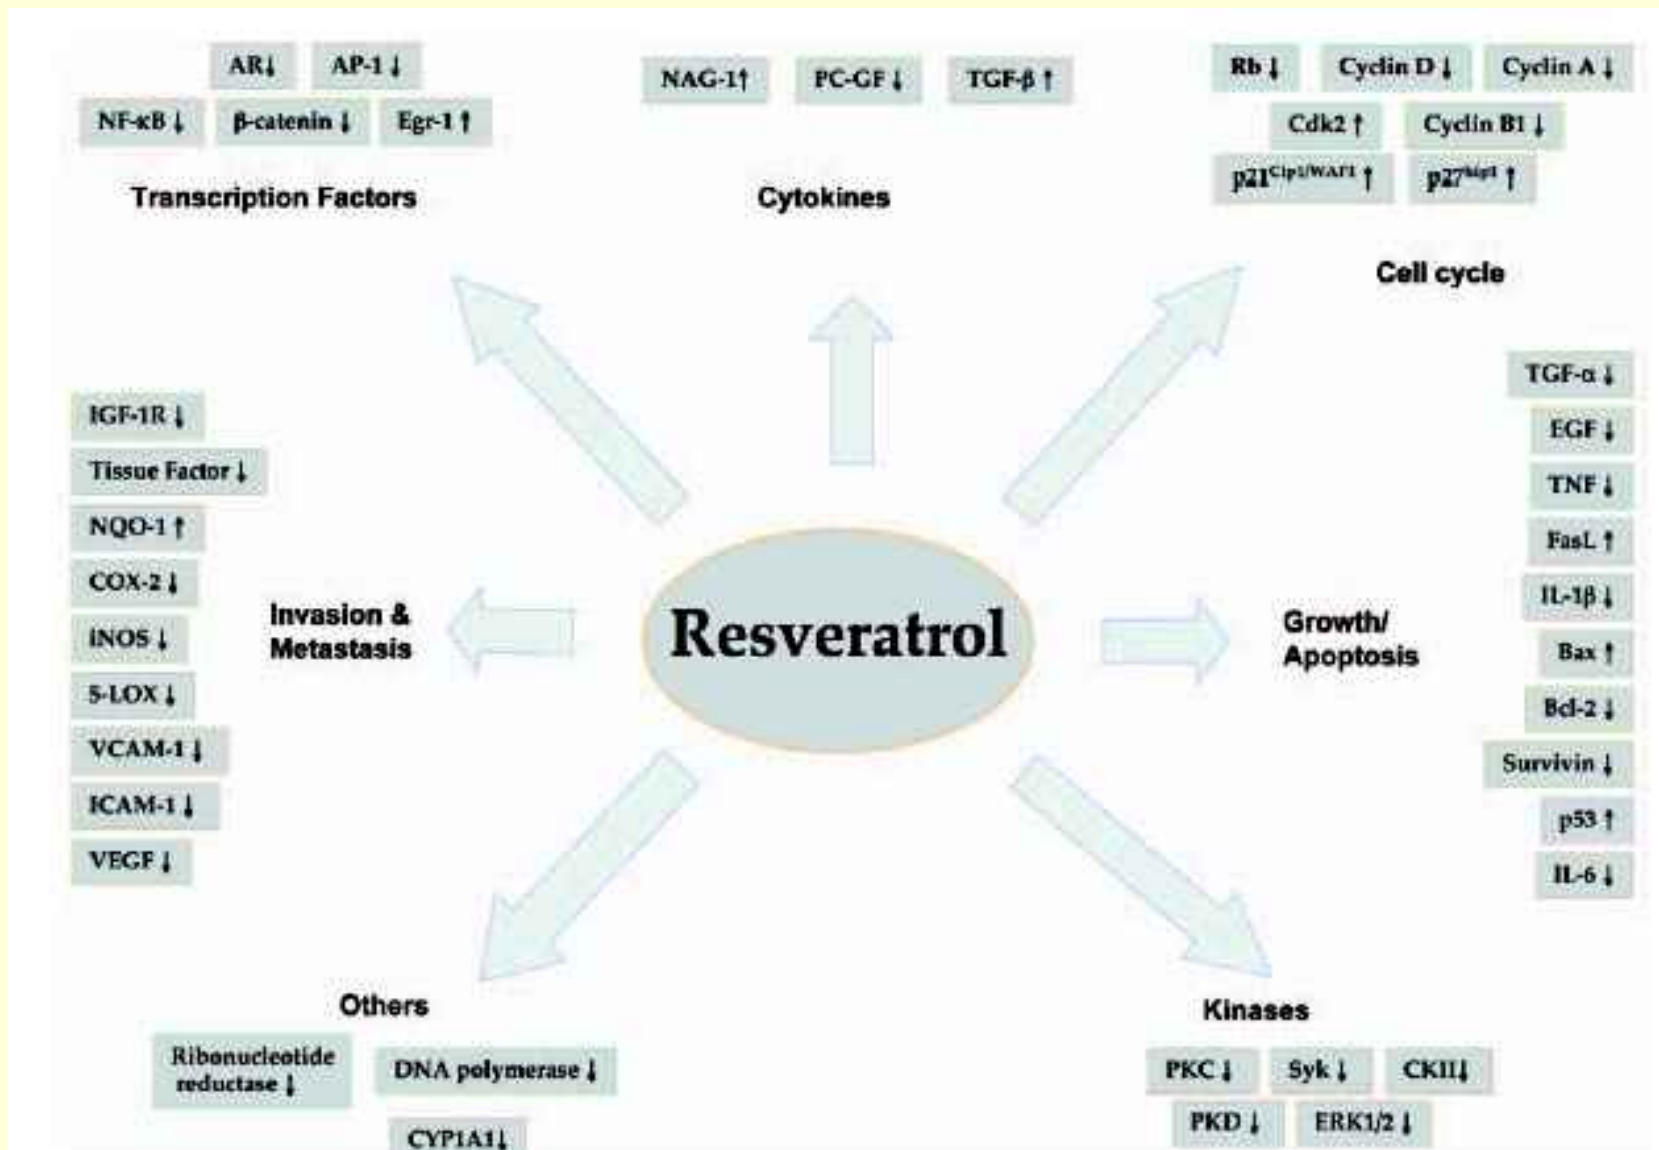 AR↓ AP-1↓
NF-κB↓ β-catenin↓ Egr-1↑
Transcription Factors
NAG-1↑ PC-GF↓ TGF-β↑
Cytokines
Rb↓ Cyclin D↓ Cyclin A↓
Cdk2↑ Cyclin B1↓
p21Cip1/WAF1↑ p27kip1↑
Cell cycle
IGF-1R↓
Tissue Factor↓
NQO-1↑
COX-2↓
iNOS↓
5-LOX↓
VCAM-1↓
ICAM-1↓
VEGF↓
Invasion &
Metastasis
Resveratrol
Growth/
Apoptosis
TGF-α↓
EGF↓
TNF↓
FasL↑
IL-1β↓
Bax↑
Bcl-2↓
Survivin↓
p53↑
IL-6↓
Others
Ribonucleotide
reductase↓
DNA polymerase↓
CYP1A1↓
Kinases
PKC↓ Syk↓ CKII↓
PKD↓ ERK1/2↓